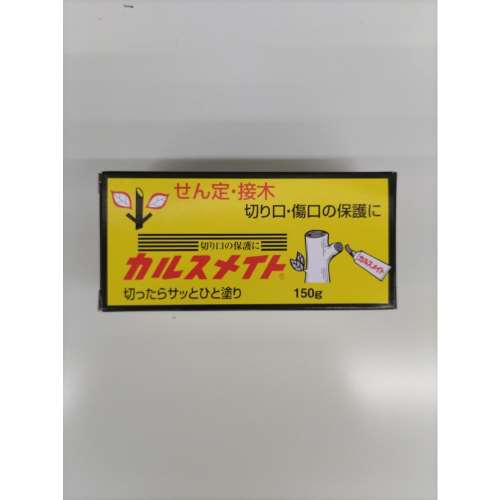 せん定・接木
切り口・傷口の保護に
切り口の保護に
カルスメイト®
カルスメイト
切ったらサッとひと塗り
150g